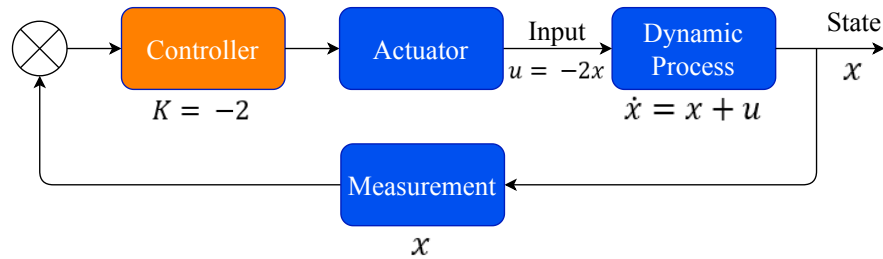 Controller
K = −2
Actuator
Input
u = −2x
Dynamic
Process
ẋ = x + u
State
x
Measurement
x